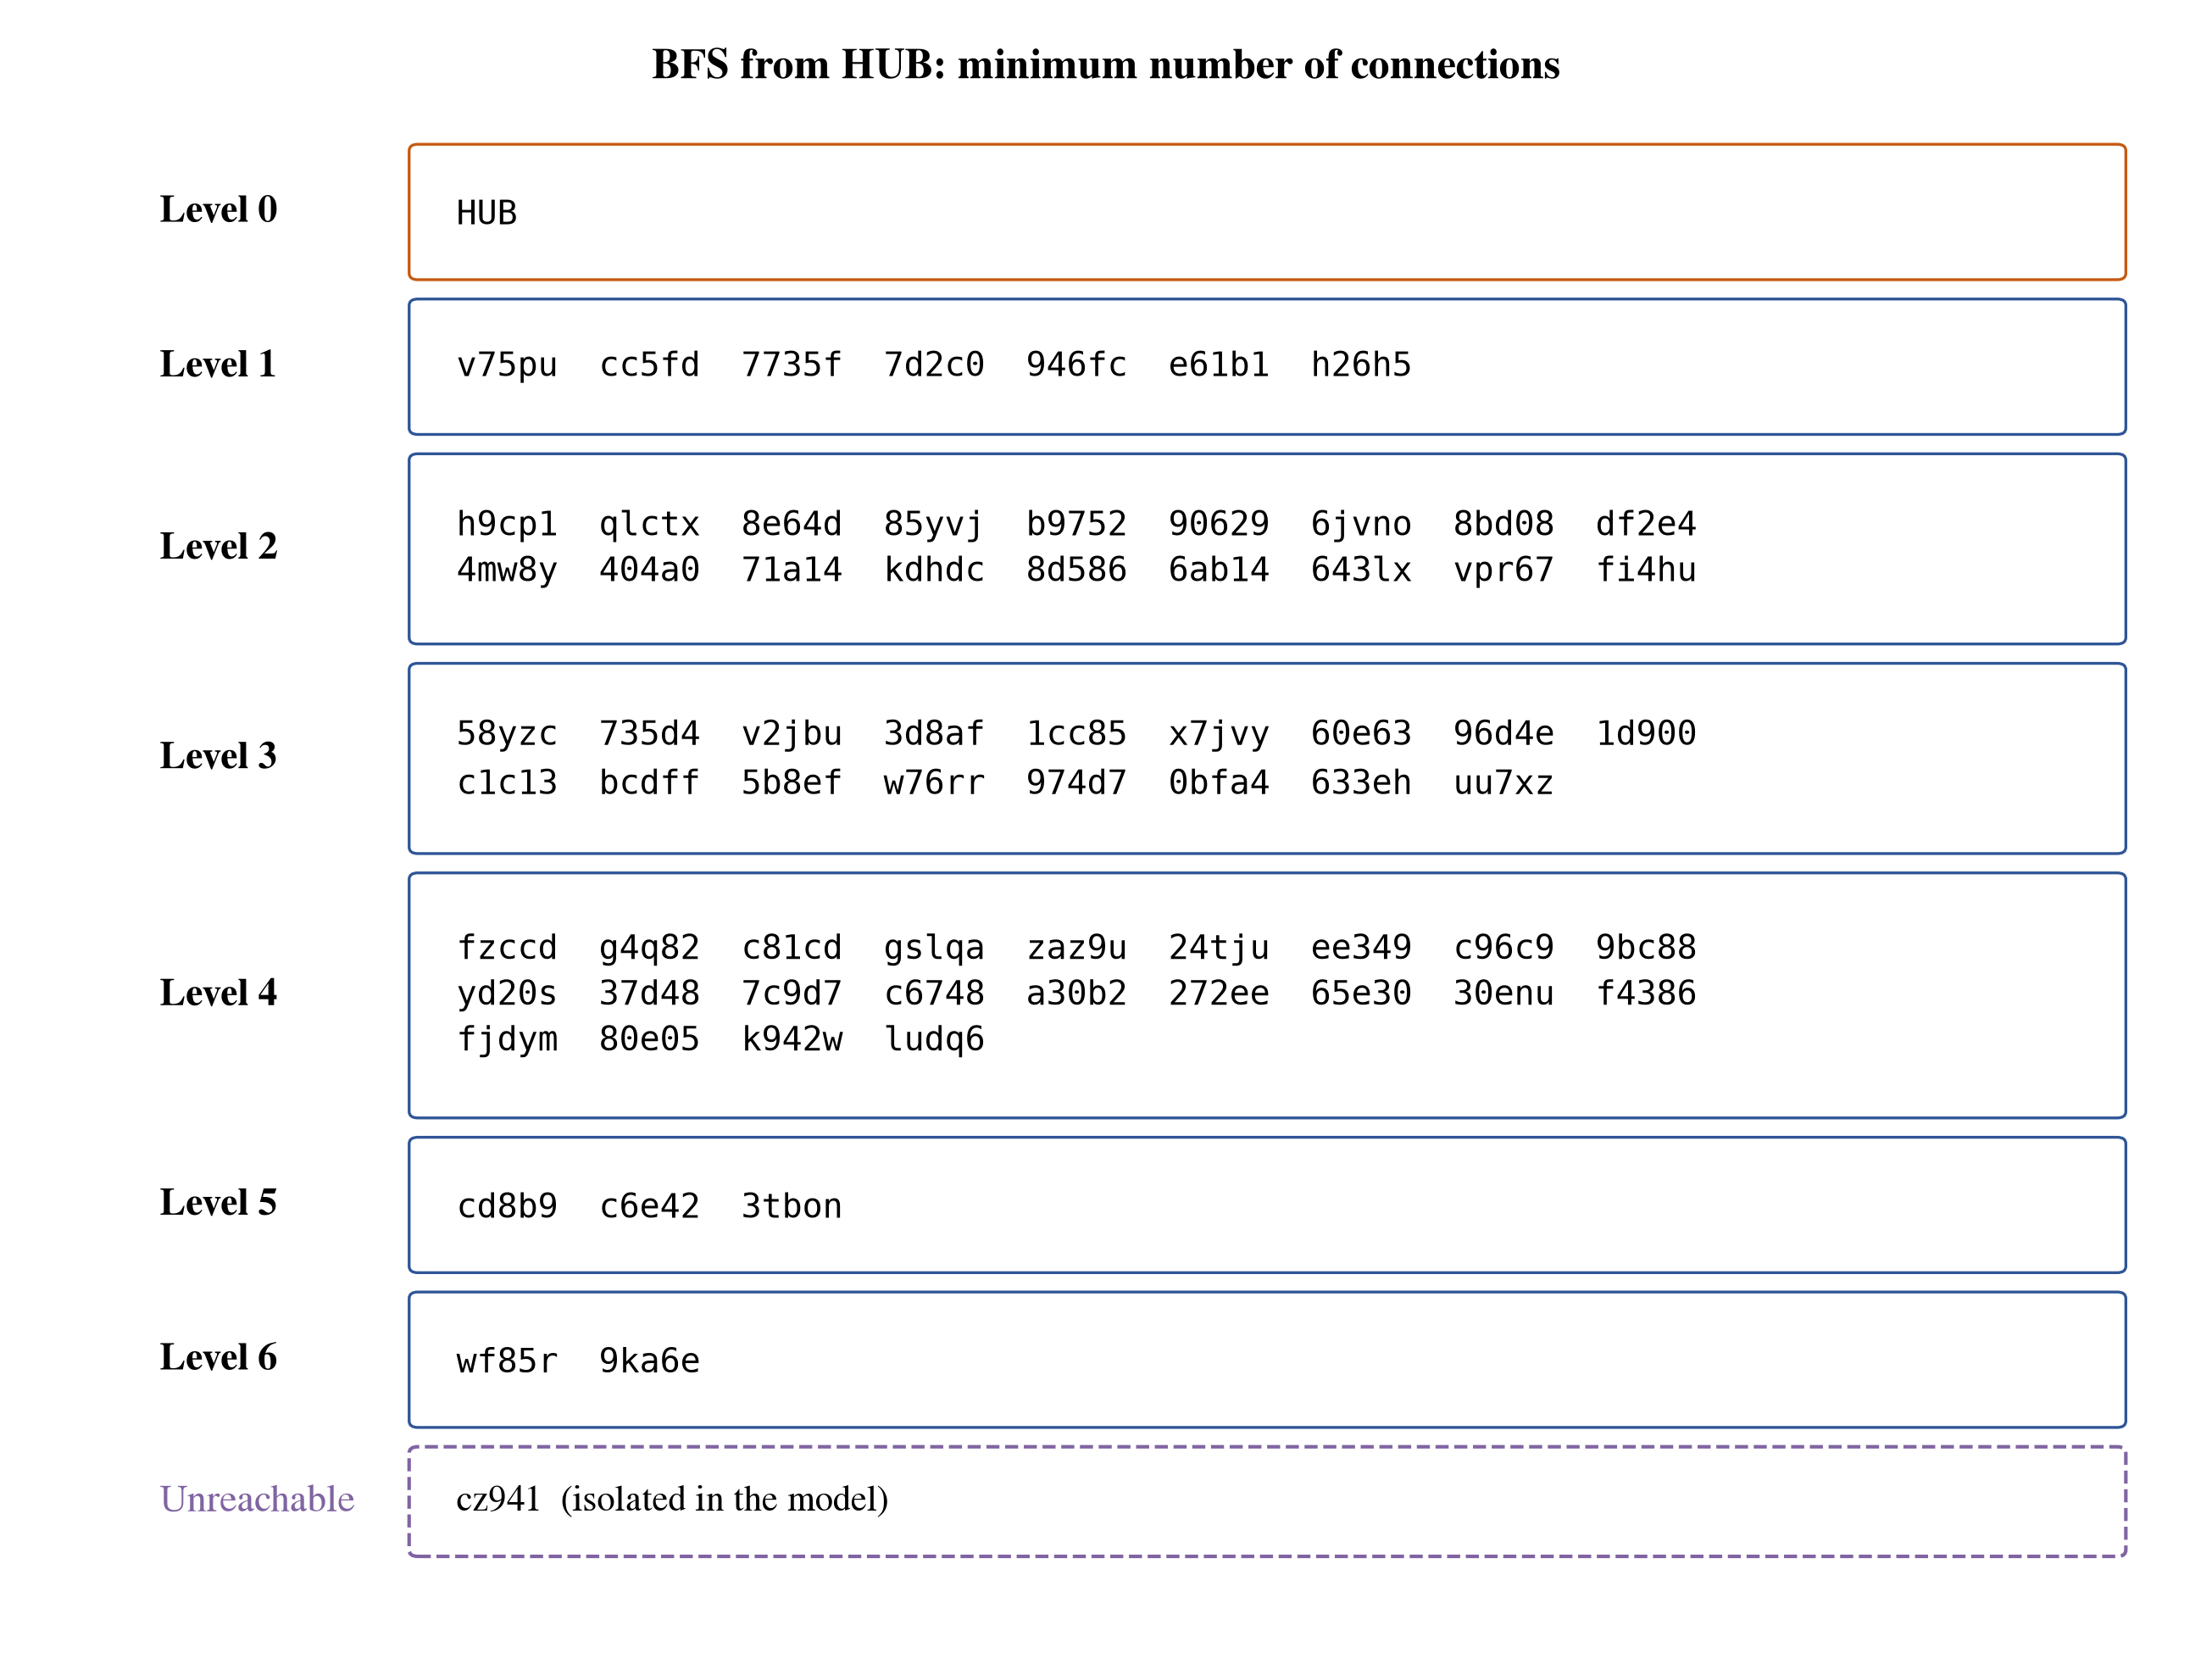 BFS from HUB: minimum number of connections
Level 0
HUB
Level 1
v75pu cc5fd 7735f 7d2c0 946fc e61b1 h26h5
Level 2
h9cp1 qlctx 8e64d 85yvj b9752 90629 6jvno 8bd08 df2e4
4mw8y 404a0 71a14 kdhdc 8d586 6ab14 643lx vpr67 fi4hu
Level 3
58yzc 735d4 v2jbu 3d8af 1cc85 x7jvy 60e63 96d4e 1d900
c1c13 bcdff 5b8ef w76rr 974d7 0bfa4 633eh uu7xz
Level 4
fzccd g4q82 c81cd gslqa zaz9u 24tju ee349 c96c9 9bc88
yd20s 37d48 7c9d7 c6748 a30b2 272ee 65e30 30enu f4386
fjdym 80e05 k942w ludq6
Level 5
cd8b9 c6e42 3tbon
Level 6
wf85r 9ka6e
Unreachable
cz941 (isolated in the model)